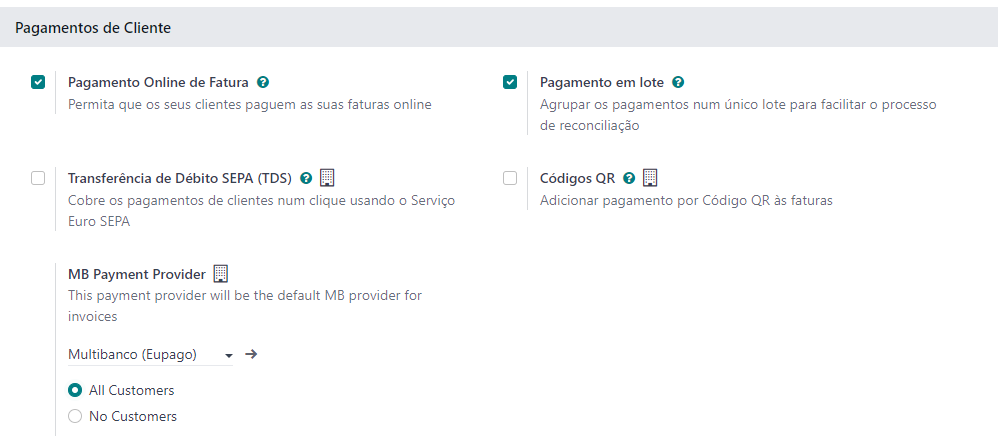 Pagamentos de Cliente
Pagamento Online de Fatura
Permita que os seus clientes paguem as suas faturas online
Pagamento em lote
Agrupar os pagamentos num único lote para facilitar o processo
de reconciliação
Transferência de Débito SEPA (TDS)
Cobre os pagamentos de clientes num clique usando o Serviço
Euro SEPA
Códigos QR
Adicionar pagamento por Código QR às faturas
MB Payment Provider
This payment provider will be the default MB provider for
invoices
Multibanco (Eupago)
All Customers
No Customers